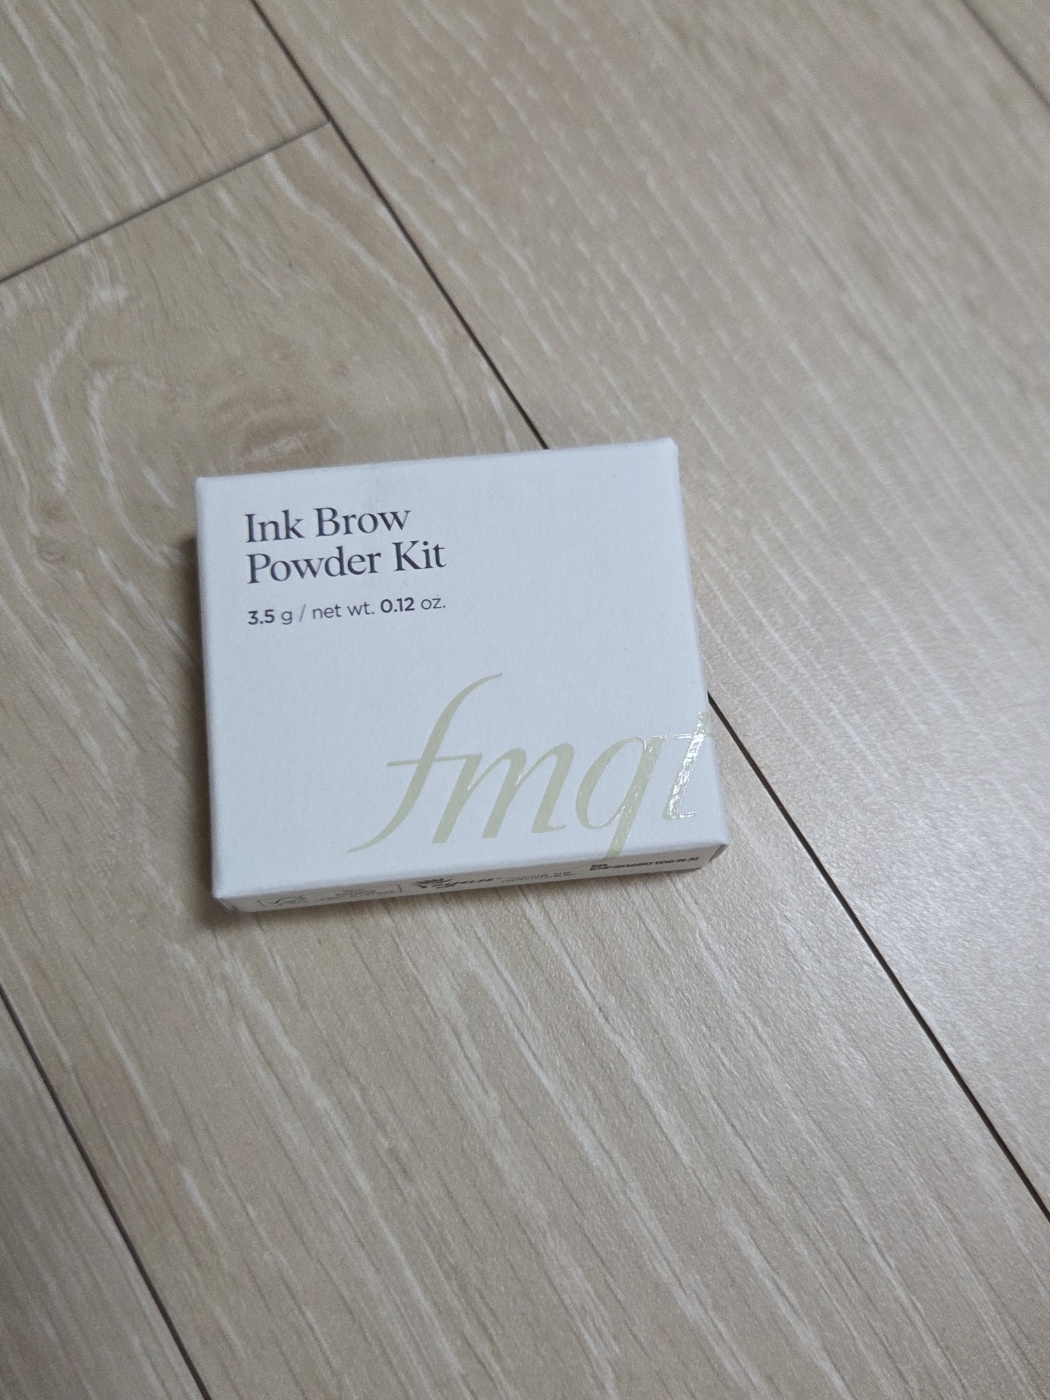 Ink Brow
Powder Kit
3.5 g / net wt. 0.12 oz.
fmgt